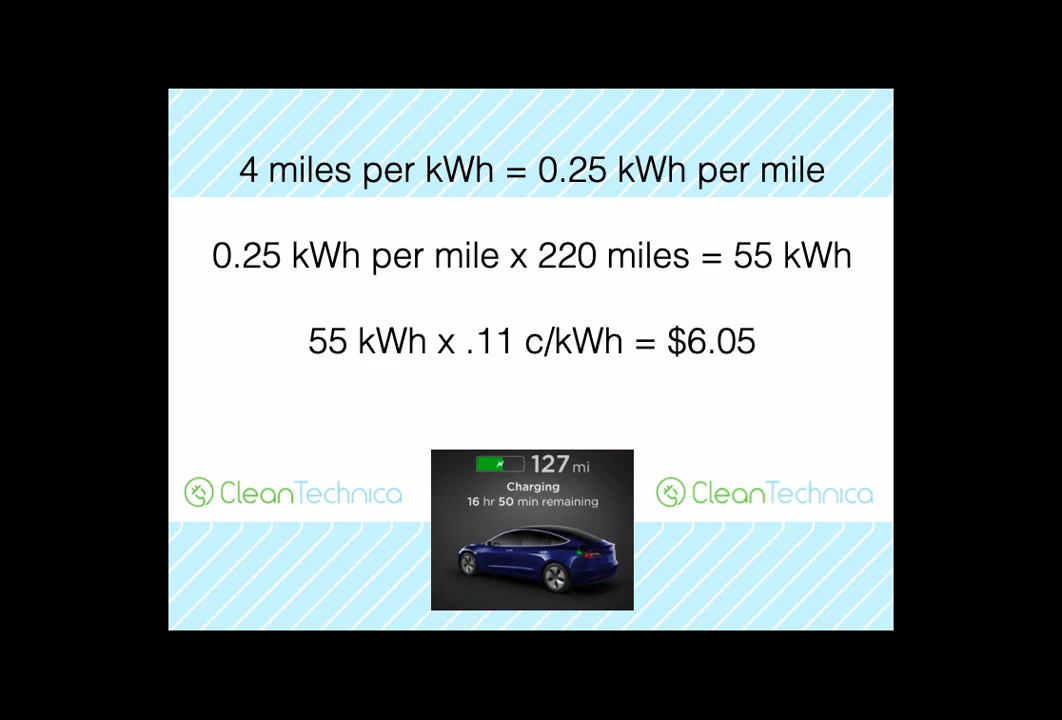 4 miles per kWh = 0.25 kWh per mile
0.25 kWh per mile x 220 miles = 55 kWh
55 kWh x .11 c/kWh = $6.05
127 mi
Charging
16 hr 50 min remaining
CleanTechnica
CleanTechnica